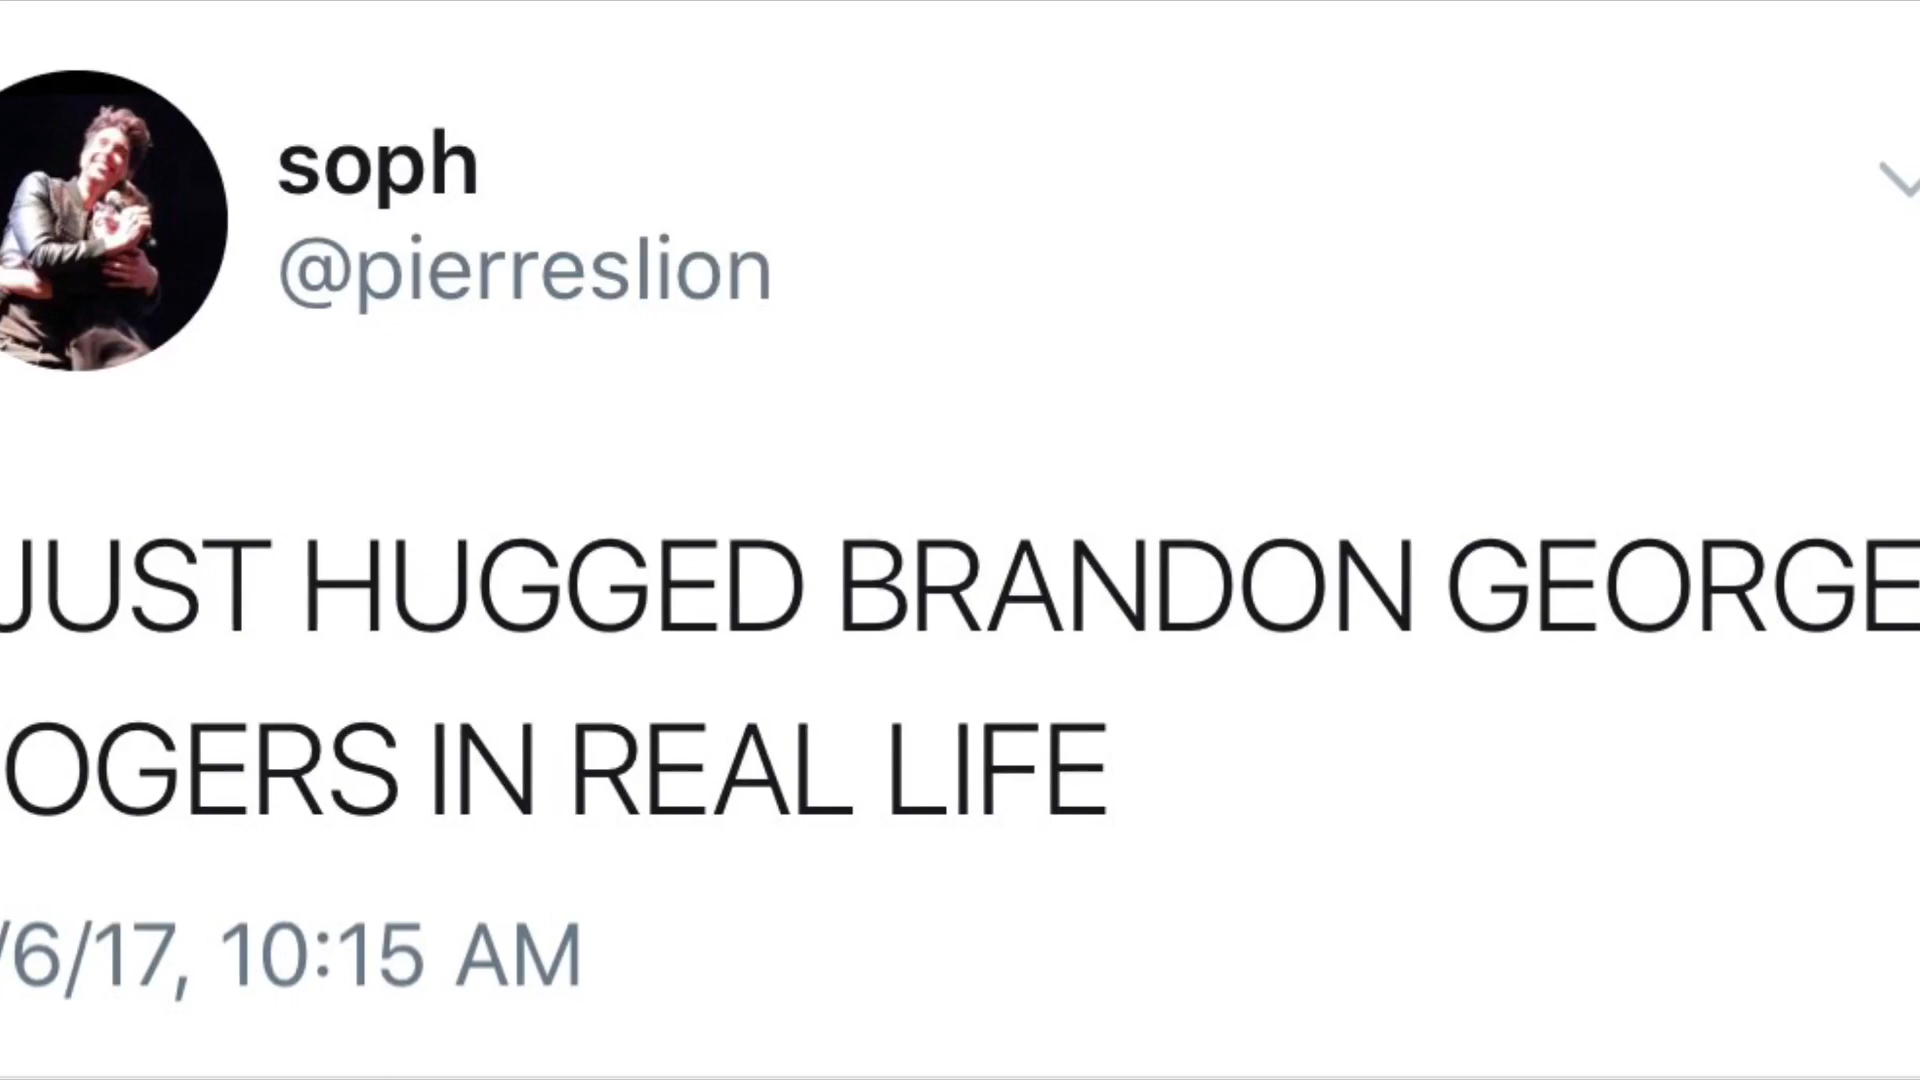 soph
@pierreslion
JUST HUGGED BRANDON GEORGE
OGERS IN REAL LIFE
/6/17, 10:15 AM